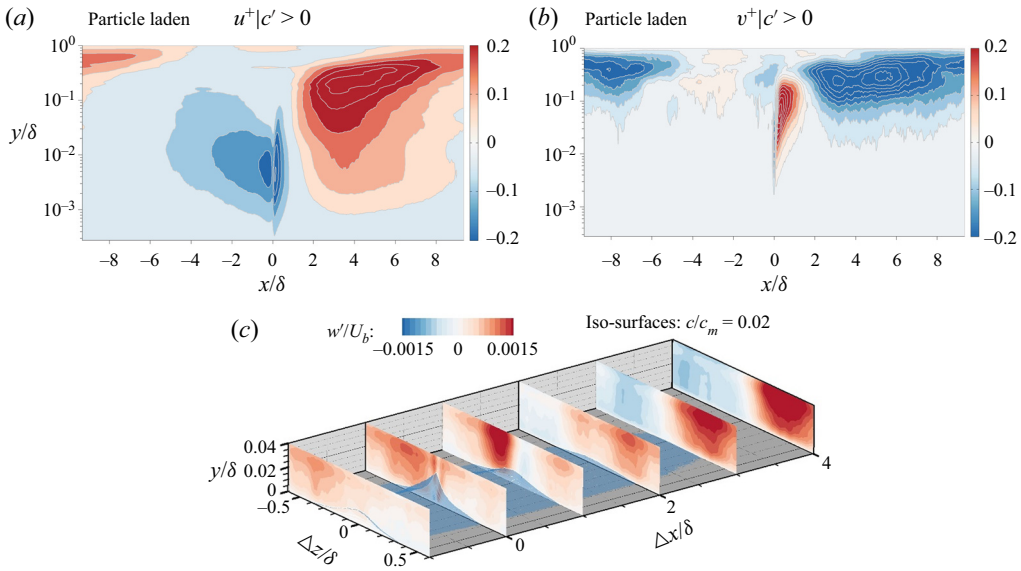 (a) Particle laden u⁺|c′ > 0
10⁰
10⁻¹
y/δ
10⁻²
10⁻³
−8 −6 −4 −2 0 2 4 6 8
x/δ
0.2
0.1
0
−0.1
−0.2
(b) Particle laden v⁺|c′ > 0
10⁰
10⁻¹
y/δ
10⁻²
10⁻³
−8 −6 −4 −2 0 2 4 6 8
x/δ
0.2
0.1
0
−0.1
−0.2
(c) w′/U_b:
−0.0015 0 0.0015
Iso-surfaces: c/c_m = 0.02
0.04
y/δ 0.02
0
−0.5
0
0.5
△z/δ
0
2
4
△x/δ